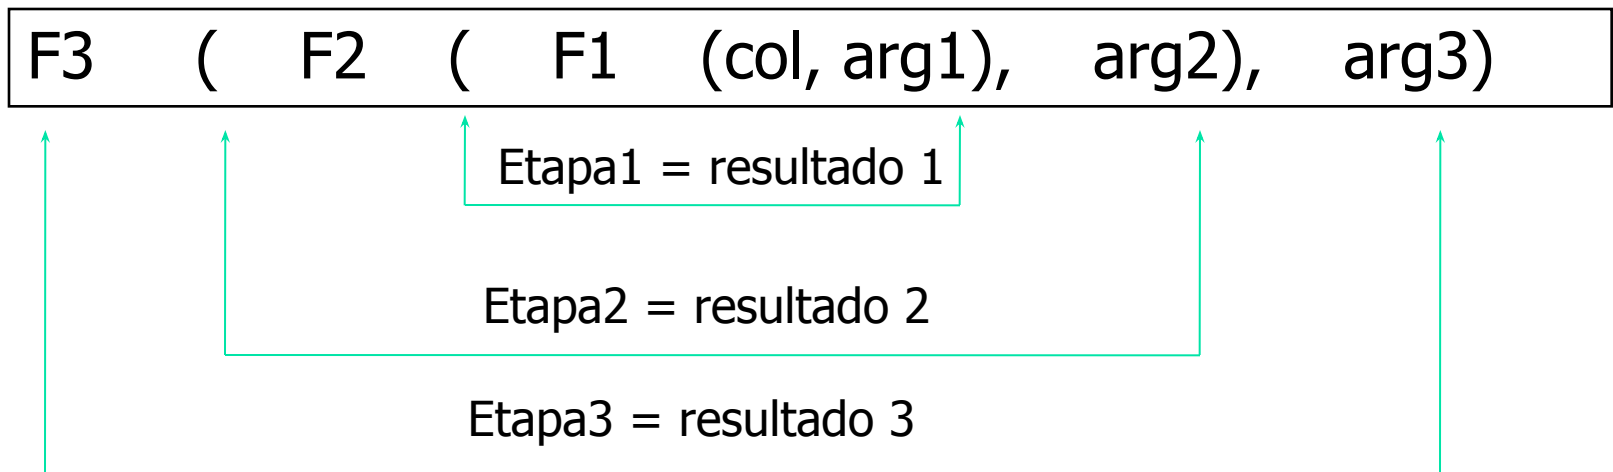 F3 ( F2 ( F1 (col, arg1), arg2), arg3)
Etapa1 = resultado 1
Etapa2 = resultado 2
Etapa3 = resultado 3